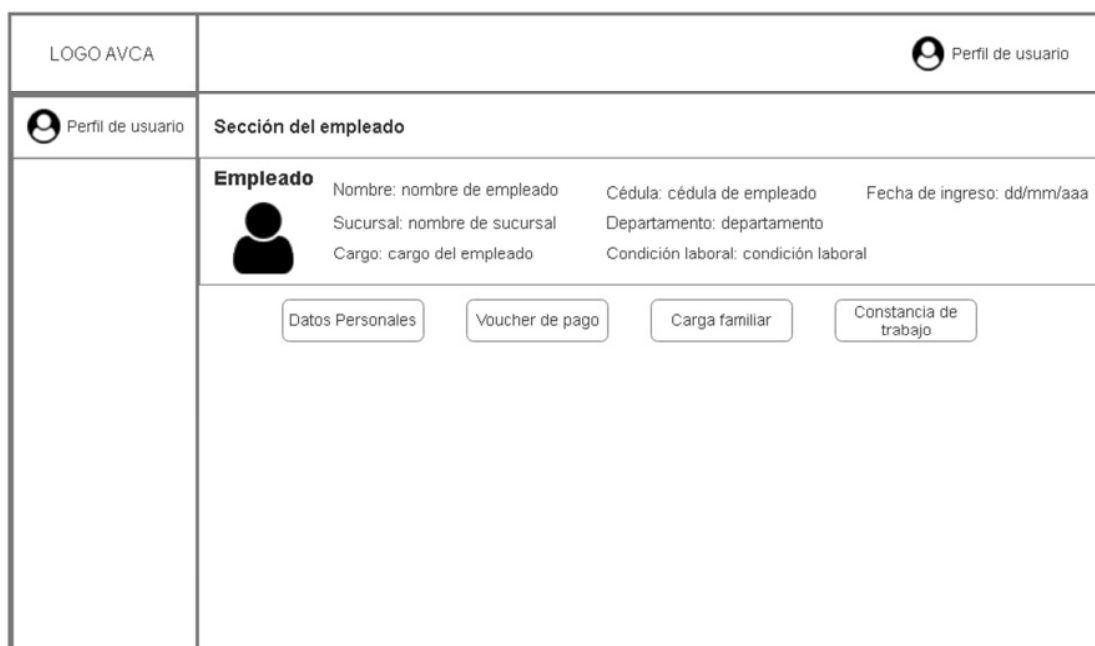 LOGO AVCA
Perfil de usuario
Perfil de usuario
Sección del empleado
Empleado
Nombre: nombre de empleado
Cédula: cédula de empleado
Fecha de ingreso: dd/mm/aaa
Sucursal: nombre de sucursal
Departamento: departamento
Cargo: cargo del empleado
Condición laboral: condición laboral
Datos Personales
Voucher de pago
Carga familiar
Constancia de
trabajo